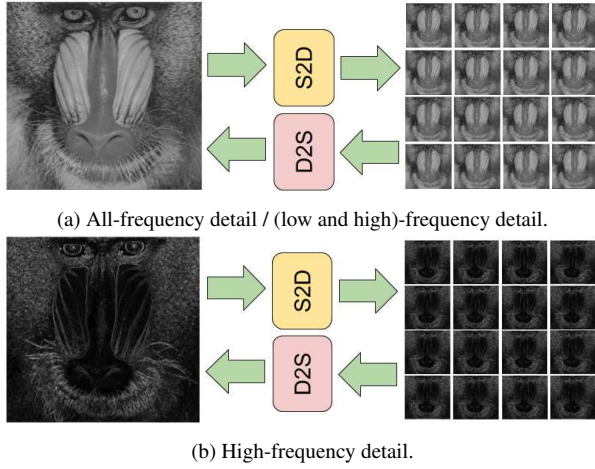 S2D
D2S
(a) All-frequency detail / (low and high)-frequency detail.
S2D
D2S
(b) High-frequency detail.